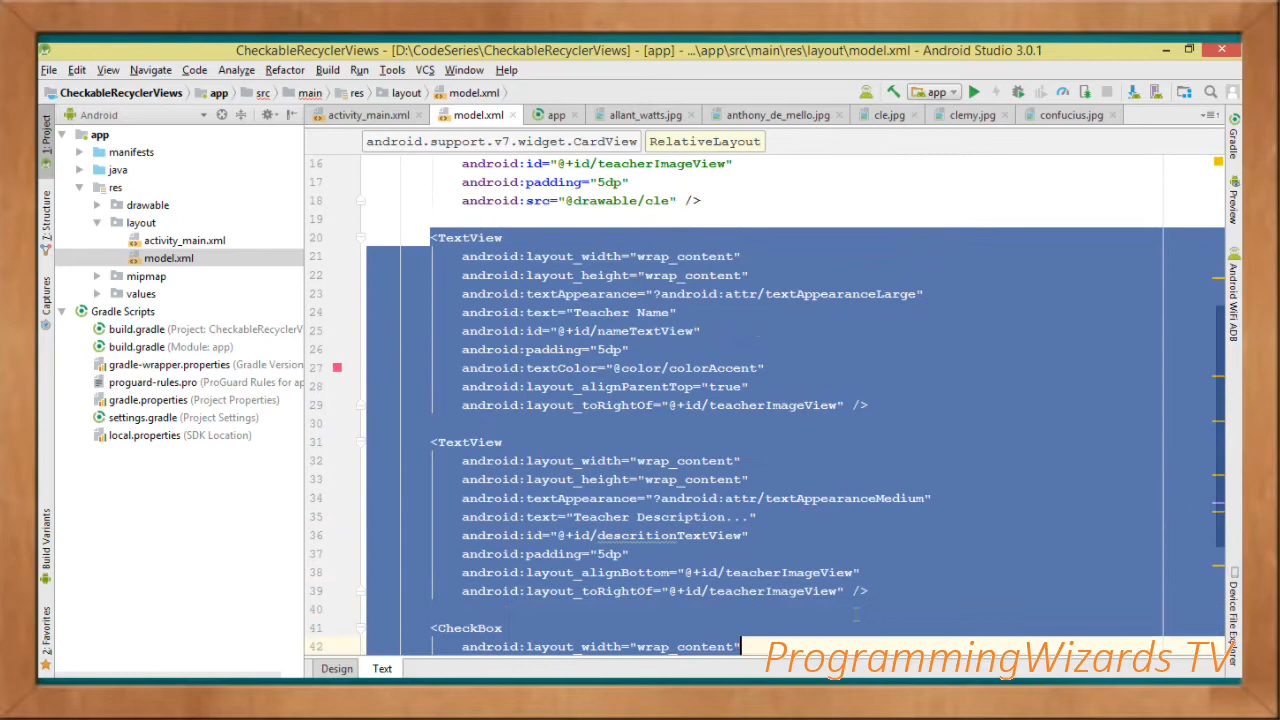 CheckableRecyclerViews - [D:\CodeSeries\CheckableRecyclerViews] - [app] - ...\app\src\main\res\layout\model.xml - Android Studio 3.0.1
File Edit View Navigate Code Analyze Refactor Build Run Tools VCS Window Help
CheckableRecyclerViews app src main res layout model.xml app
Android activity_main.xml model.xml app allant_watts.jpg anthony_de_mello.jpg cle.jpg clemy.jpg confucius.jpg
android.support.v7.widget.CardView RelativeLayout
1: Project
7: Structure
Captures
Build Variants
2: Favorites
app
manifests
java
res
drawable
layout
activity_main.xml
model.xml
mipmap
values
Gradle Scripts
build.gradle (Project: CheckableRecyclerV
build.gradle (Module: app)
gradle-wrapper.properties (Gradle Version
proguard-rules.pro (ProGuard Rules for ap
gradle.properties (Project Properties)
settings.gradle (Project Settings)
local.properties (SDK Location)
16 android:id="@+id/teacherImageView"
17 android:padding="5dp"
18 android:src="@drawable/cle" />
19
20 <TextView
21 android:layout_width="wrap_content"
22 android:layout_height="wrap_content"
23 android:textAppearance="?android:attr/textAppearanceLarge"
24 android:text="Teacher Name"
25 android:id="@+id/nameTextView"
26 android:padding="5dp"
27 android:textColor="@color/colorAccent"
28 android:layout_alignParentTop="true"
29 android:layout_toRightOf="@+id/teacherImageView" />
30
31 <TextView
32 android:layout_width="wrap_content"
33 android:layout_height="wrap_content"
34 android:textAppearance="?android:attr/textAppearanceMedium"
35 android:text="Teacher Description..."
36 android:id="@+id/descritionTextView"
37 android:padding="5dp"
38 android:layout_alignBottom="@+id/teacherImageView"
39 android:layout_toRightOf="@+id/teacherImageView" />
40
41 <CheckBox
42 android:layout_width="wrap_content"
Design Text
Gradle
Preview
Android WiFi ADB
Device File Explorer
ProgrammingWizards TV